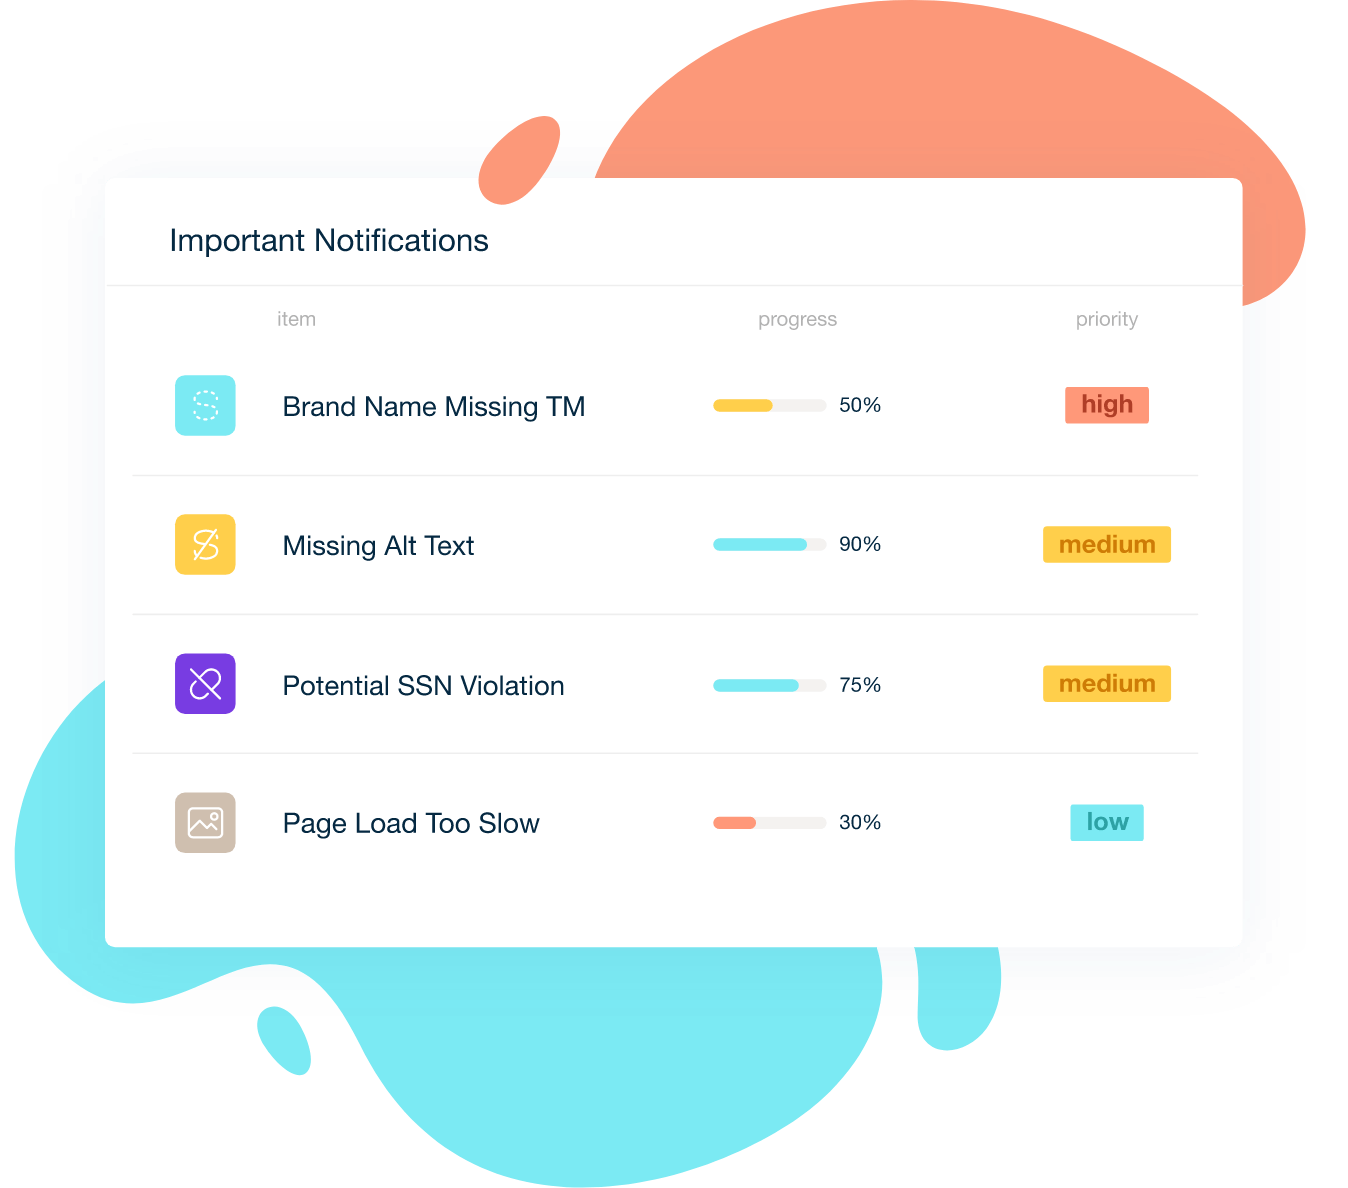 Important Notifications
item progress priority
Brand Name Missing TM 50% high
Missing Alt Text 90% medium
Potential SSN Violation 75% medium
Page Load Too Slow 30% low